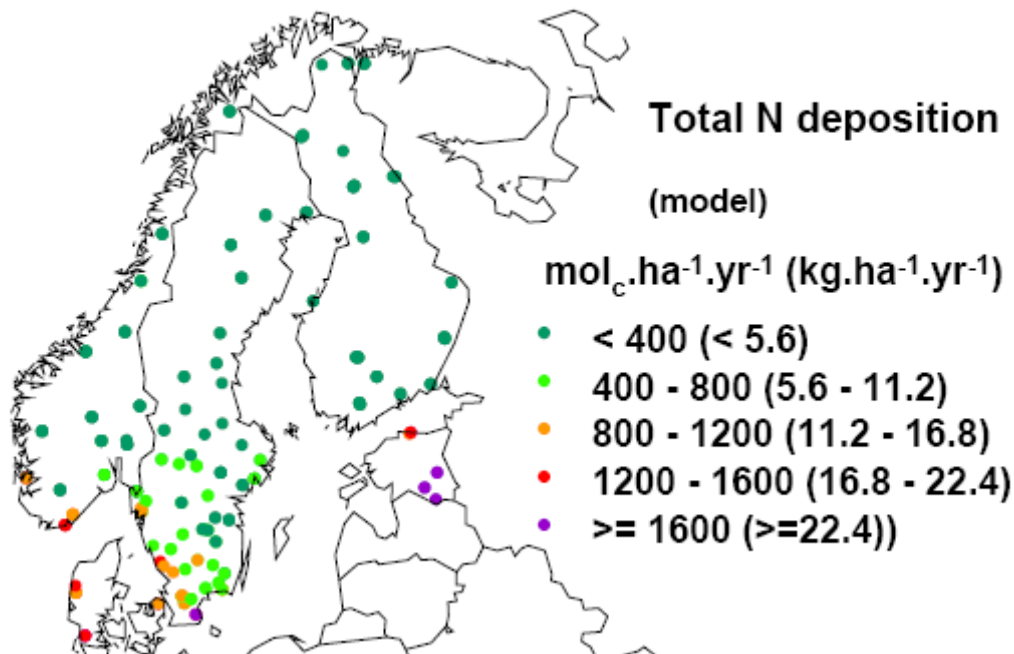 Total N deposition
(model)
mol_c.ha⁻¹.yr⁻¹ (kg.ha⁻¹.yr⁻¹)
< 400 (< 5.6)
400 - 800 (5.6 - 11.2)
800 - 1200 (11.2 - 16.8)
1200 - 1600 (16.8 - 22.4)
>= 1600 (>=22.4))